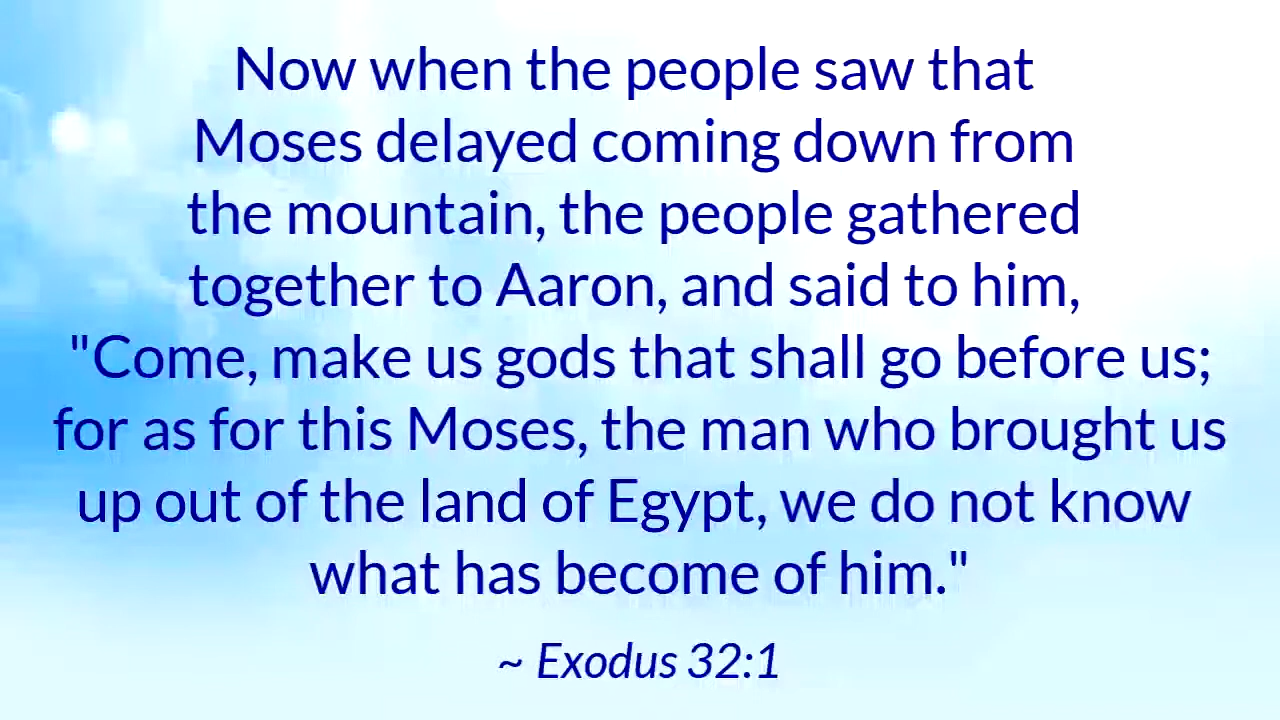 Now when the people saw that
Moses delayed coming down from
the mountain, the people gathered
together to Aaron, and said to him,
"Come, make us gods that shall go before us;
for as for this Moses, the man who brought us
up out of the land of Egypt, we do not know
what has become of him."
~ Exodus 32:1